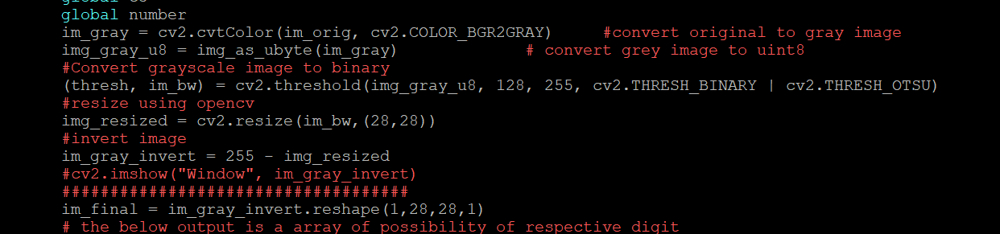 global number
im_gray = cv2.cvtColor(im_orig, cv2.COLOR_BGR2GRAY) #convert original to gray image
img_gray_u8 = img_as_ubyte(im_gray) # convert grey image to uint8
#Convert grayscale image to binary
(thresh, im_bw) = cv2.threshold(img_gray_u8, 128, 255, cv2.THRESH_BINARY | cv2.THRESH_OTSU)
#resize using opencv
img_resized = cv2.resize(im_bw,(28,28))
#invert image
im_gray_invert = 255 - img_resized
#cv2.imshow("Window", im_gray_invert)
####################################
im_final = im_gray_invert.reshape(1,28,28,1)
# the below output is a array of possibility of respective digit